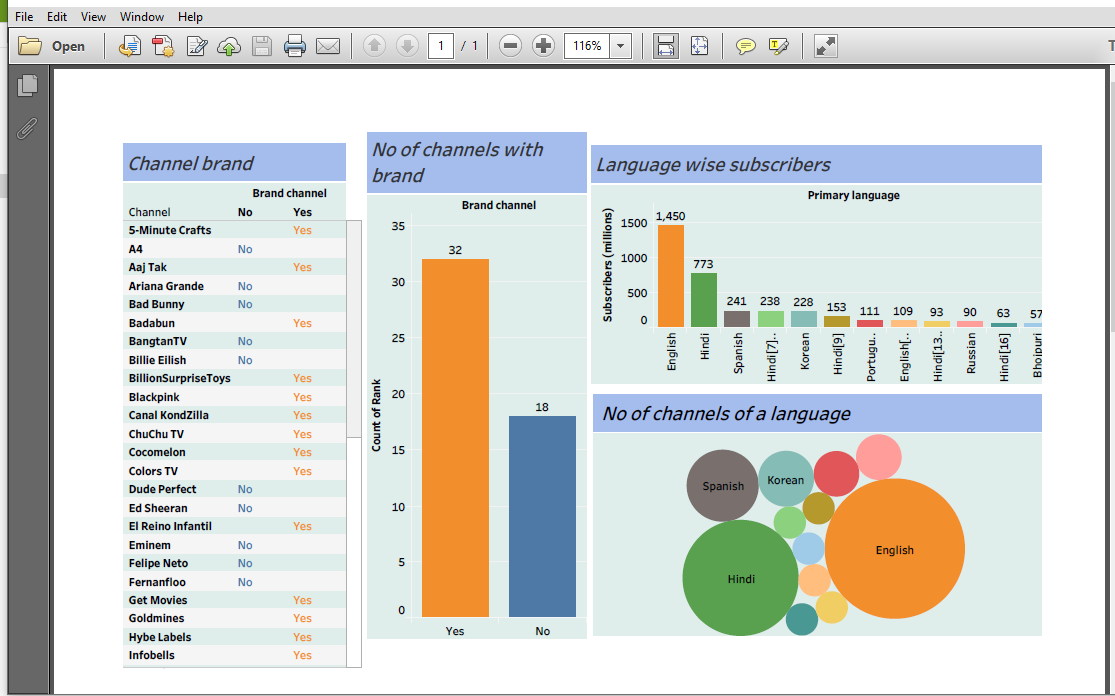 File Edit View Window Help
Open
1 / 1
116%
Channel brand
Brand channel
Channel No Yes
5-Minute Crafts Yes
A4 No
Aaj Tak Yes
Ariana Grande No
Bad Bunny No
Badabun Yes
BangtanTV No
Billie Eilish No
BillionSurpriseToys Yes
Blackpink Yes
Canal KondZilla Yes
ChuChu TV Yes
Cocomelon Yes
Colors TV Yes
Dude Perfect No
Ed Sheeran No
El Reino Infantil Yes
Eminem No
Felipe Neto No
Fernanfloo No
Get Movies Yes
Goldmines Yes
Hybe Labels Yes
Infobells Yes
No of channels with
brand
Brand channel
Count of Rank
35
30
25
20
15
10
5
0
32
18
Yes No
Language wise subscribers
Primary language
Subscribers (millions)
1500
1000
500
0
1,450
773
241
238
228
153
111
109
93
90
63
57
English
Hindi
Spanish
Hindi[7]..
Korean
Hindi[9]
Portugu..
English[..
Hindi[13..
Russian
Hindi[16]
Bhojpuri
No of channels of a language
Spanish
Korean
English
Hindi